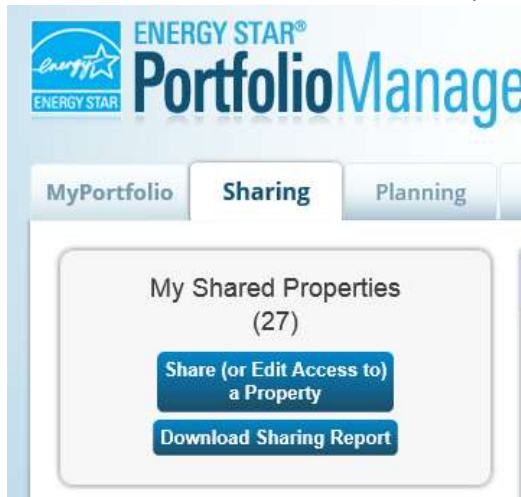 ENERGY STAR®
energy
ENERGY STAR
PortfolioManage
MyPortfolio Sharing Planning
My Shared Properties
(27)
Share (or Edit Access to)
a Property
Download Sharing Report